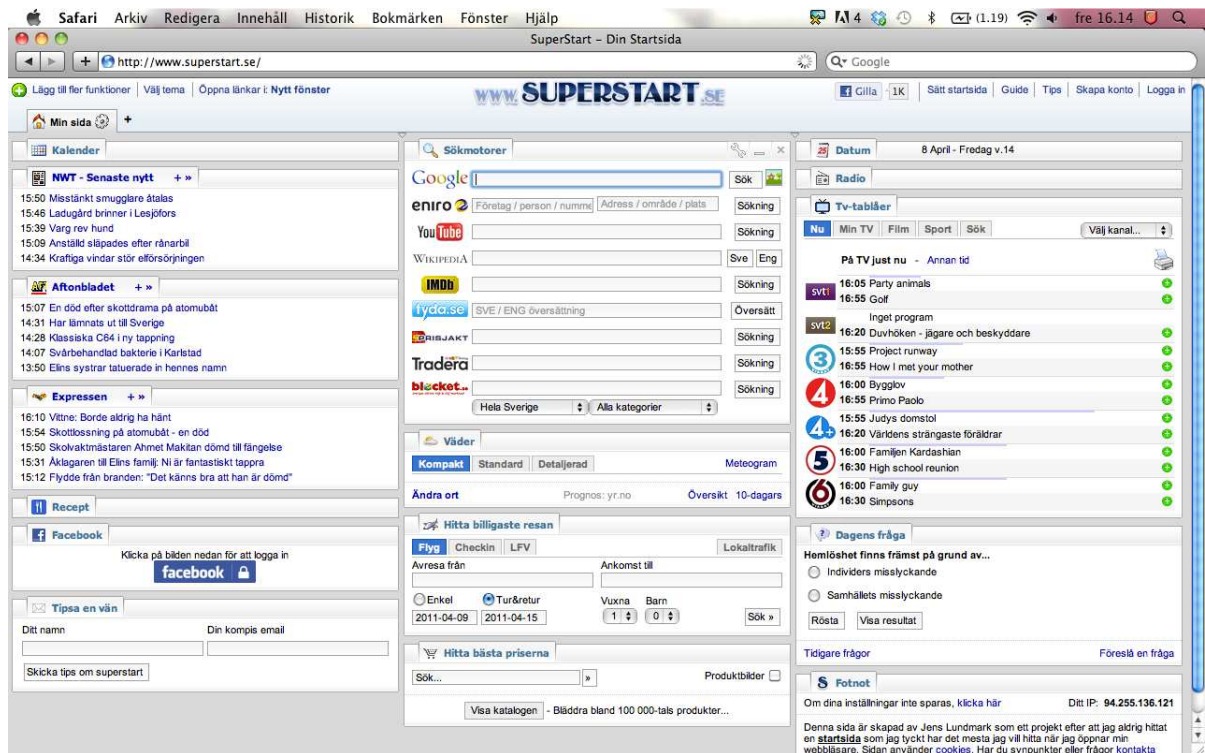 Safari Arkiv Redigera Innehåll Historik Bokmärken Fönster Hjälp 4 (1.19) fre 16.14
SuperStart – Din Startsida
http://www.superstart.se/ Google
Lägg till fler funktioner Välj tema Öppna länkar i: Nytt fönster
WWW.SUPERSTART.SE
Gilla 1K Sätt startsida Guide Tips Skapa konto Logga in
Min sida +
Kalender
NWT - Senaste nytt + »
15:50 Misstänkt smugglare åtalas
15:46 Ladugård brinner i Lesjöfors
15:39 Varg rev hund
15:09 Anställd släpades efter rånarbil
14:34 Kraftiga vindar stör elförsörjningen
Aftonbladet + »
15:07 En död efter skottdrama på atomubåt
14:31 Har lämnats ut till Sverige
14:28 Klassiska C64 i ny tappning
14:07 Svårbehandlad bakterie i Karlstad
13:50 Elins systrar tatuerade in hennes namn
Expressen + »
16:10 Vittne: Borde aldrig ha hänt
15:54 Skottlossning på atomubåt - en död
15:50 Skolvaktmästaren Ahmet Makitan dömd till fängelse
15:31 Åklagaren till Elins familj: Ni är fantastiskt tappra
15:12 Flydde från branden: "Det känns bra att han är dömd"
Recept
Facebook
Klicka på bilden nedan för att logga in
facebook
Tipsa en vän
Ditt namn Din kompis email
Skicka tips om superstart
Sökmotorer
Google Sök
eniro Företag / person / numme Adress / område / plats Sökning
YouTube Sökning
WIKIPEDIA Sve Eng
IMDb Sökning
tyda.se SVE / ENG översättning Översätt
PRISJAKT Sökning
Tradera Sökning
blocket.se Sökning
Hela Sverige Alla kategorier
Väder
Kompakt Standard Detaljerad Meteogram
Ändra ort Prognos: yr.no Översikt 10-dagars
Hitta billigaste resan
Flyg Checkin LFV Lokaltrafik
Avresa från Ankomst till
Enkel Tur&retur Vuxna Barn
2011-04-09 2011-04-15 1 0 Sök »
Hitta bästa priserna
Sök... » Produktbilder
Visa katalogen - Bläddra bland 100 000-tals produkter...
Datum 8 April - Fredag v.14
Radio
Tv-tablåer
Nu Min TV Film Sport Sök Välj kanal...
På TV just nu - Annan tid
svt1 16:05 Party animals
16:55 Golf
Inget program
svt2 16:20 Duvhöken - jägare och beskyddare
3 15:55 Project runway
16:55 How I met your mother
4 16:00 Bygglov
16:55 Primo Paolo
4+ 15:55 Judys domstol
16:20 Världens strängaste föräldrar
5 16:00 Familjen Kardashian
16:30 High school reunion
6 16:00 Family guy
16:30 Simpsons
Dagens fråga
Hemlöshet finns främst på grund av...
Individers misslyckande
Samhällets misslyckande
Rösta Visa resultat
Tidigare frågor Föreslå en fråga
Fotnot
Om dina inställningar inte sparas, klicka här Ditt IP: 94.255.136.121
Denna sida är skapad av Jens Lundmark som ett projekt efter att jag aldrig hittat
en startsida som jag tyckt har det mesta jag vill hitta när jag öppnar min
webbläsare. Sidan använder cookies. Har du synpunkter eller frågor kontakta